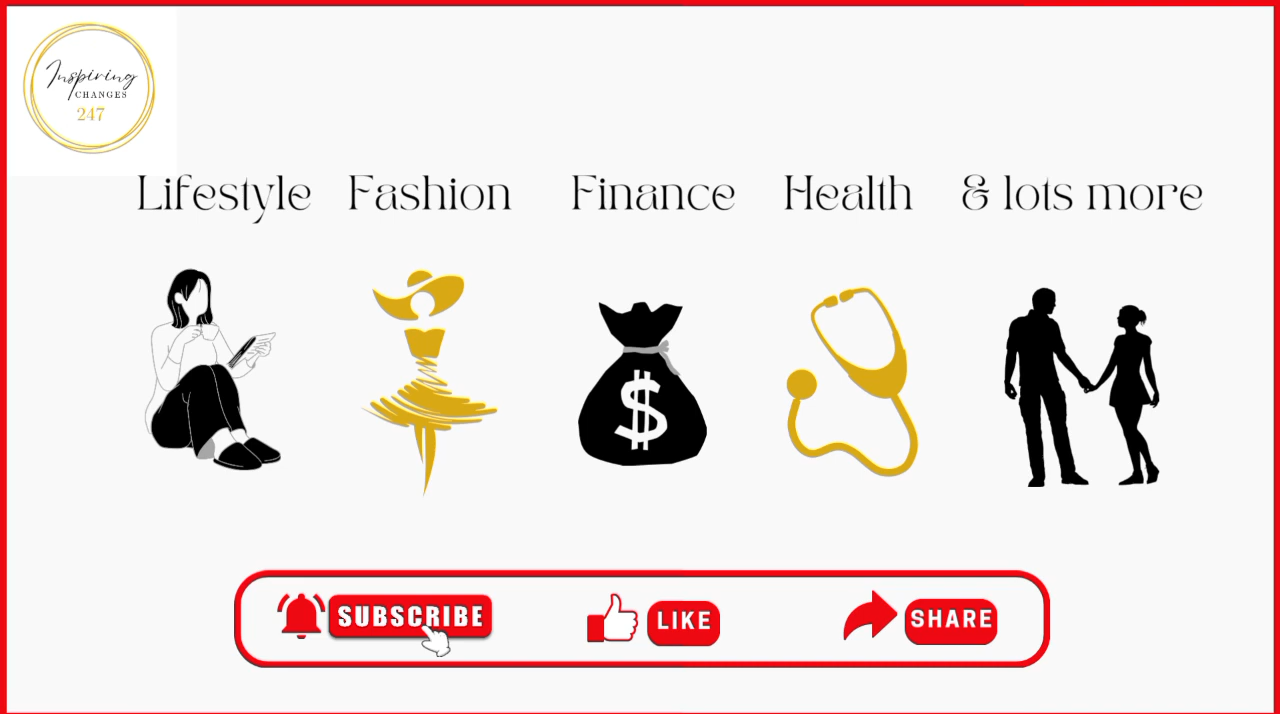 Inspiring
CHANGES
247
Lifestyle Fashion Finance Health & lots more
$
SUBSCRIBE LIKE SHARE